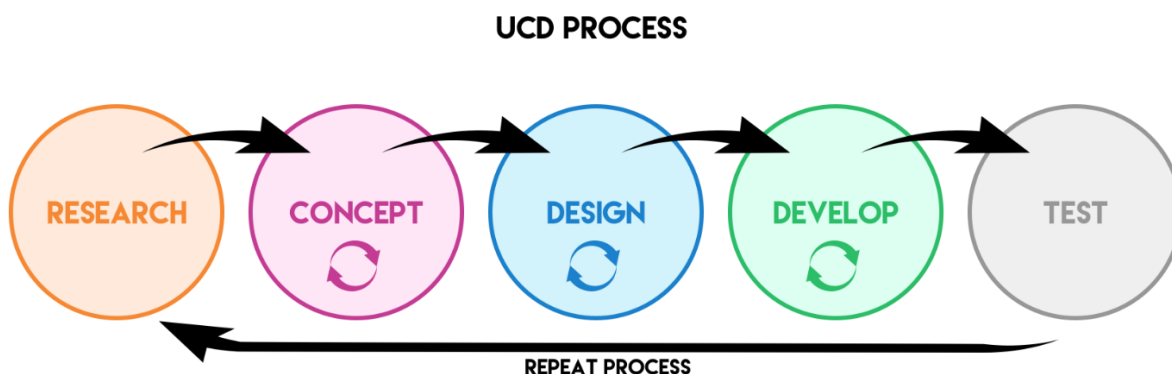 UCD PROCESS
RESEARCH
CONCEPT
DESIGN
DEVELOP
TEST
REPEAT PROCESS